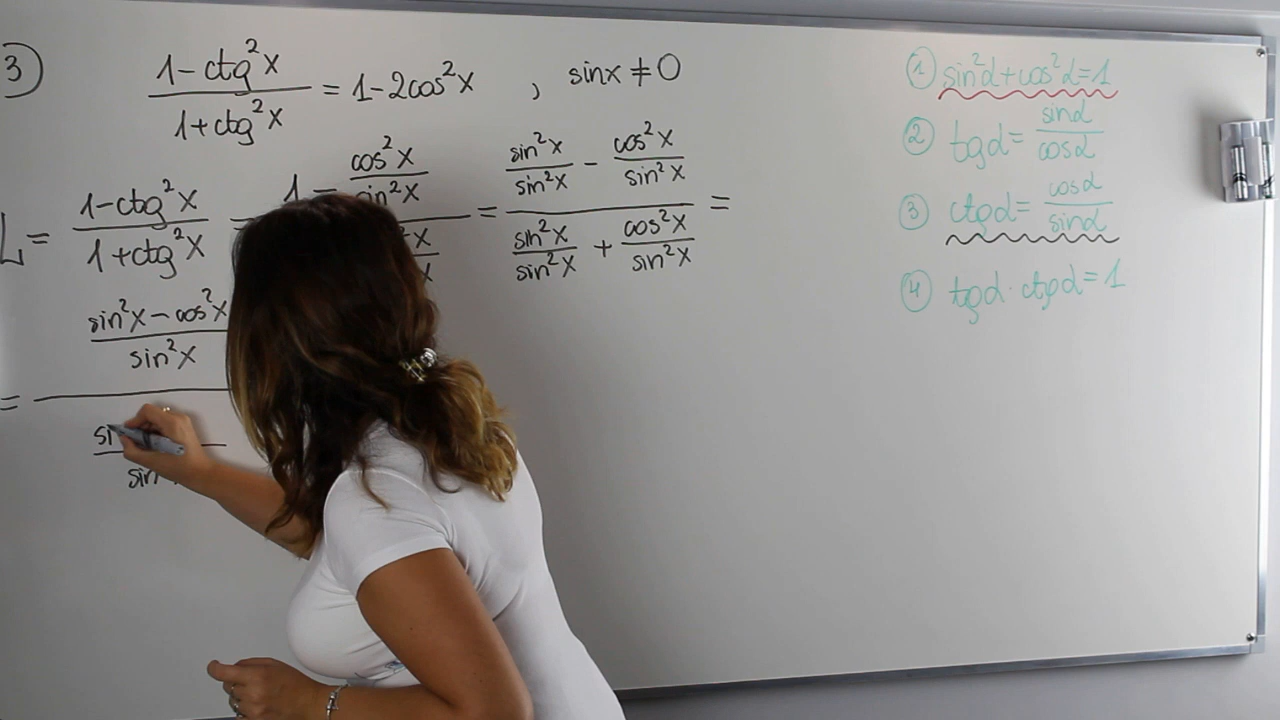 3) (1-ctg²x)/(1+ctg²x) = 1-2cos²x , sinx ≠ 0
L = (1-ctg²x)/(1+ctg²x) = (1 - cos²x/sin²x) = (sin²x/sin²x - cos²x/sin²x)/(sin²x/sin²x + cos²x/sin²x) =
= ((sin²x - cos²x)/sin²x)
① sin²α+cos²α=1
② tgα = sinα/cosα
③ ctgα = cosα/sinα
④ tgα · ctgα = 1